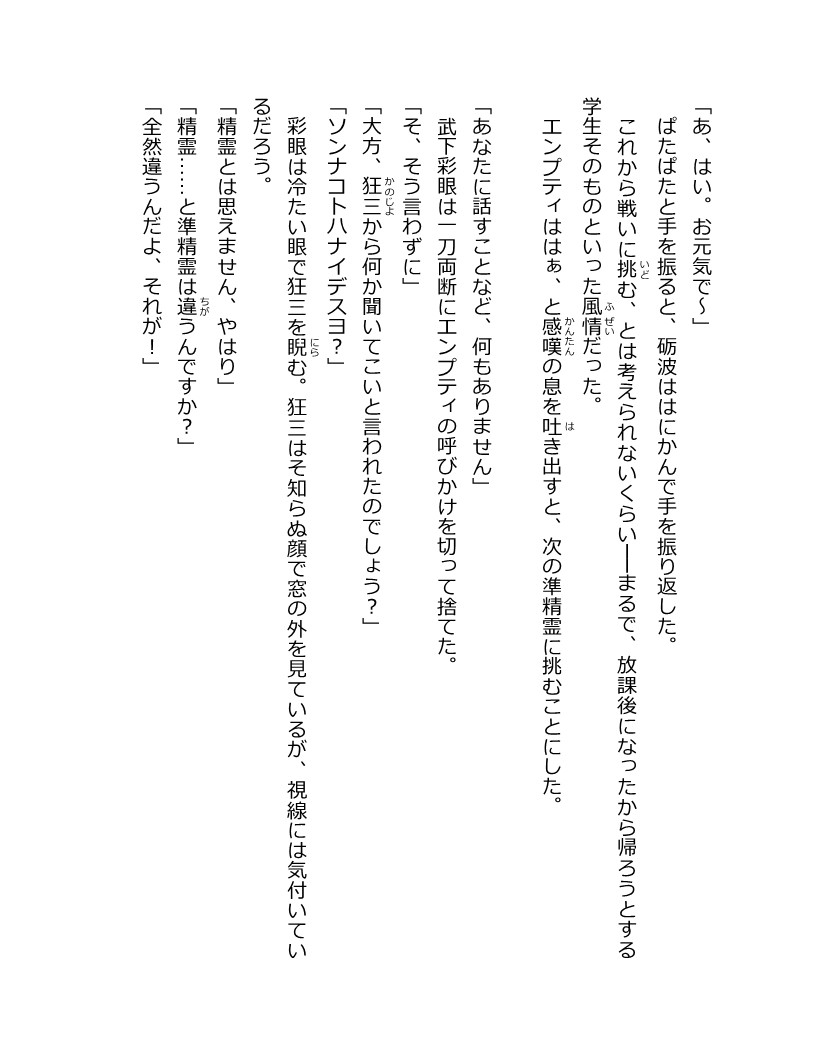 「あ、はい。お元気で～」
ぱたぱたと手を振ると、砺波ははにかんで手を振り返した。
これから戦いに挑む、とは考えられないくらい──まるで、放課後になったから帰ろうとする
学生そのものといった風情だった。
エンプティははぁ、と感嘆の息を吐き出すと、次の準精霊に挑むことにした。
「あなたに話すことなど、何もありません」
武下彩眼は一刀両断にエンプティの呼びかけを切って捨てた。
「そ、そう言わずに」
「大方、狂三から何か聞いてこいと言われたのでしょう？」
「ソンナコトハナイデスヨ？」
彩眼は冷たい眼で狂三を睨む。狂三はそ知らぬ顔で窓の外を見ているが、視線には気付いてい
るだろう。
「精霊とは思えません、やはり」
「精霊……と準精霊は違うんですか？」
「全然違うんだよ、それが！」